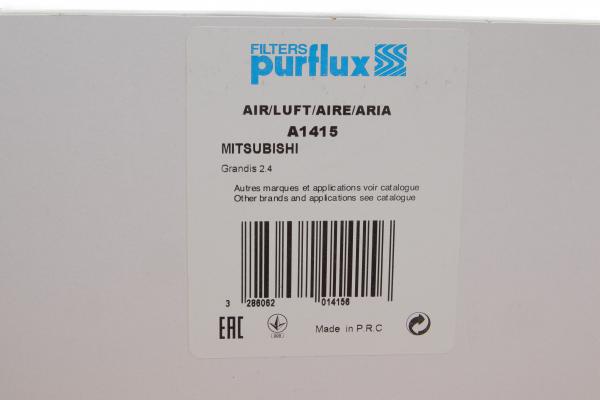 FILTERS
purflux
AIR/LUFT/AIRE/ARIA
A1415
MITSUBISHI
Grandis 2.4
Autres marques et applications voir catalogue
Other brands and applications see catalogue
3 286062 014156
EAC Made in P.R.C